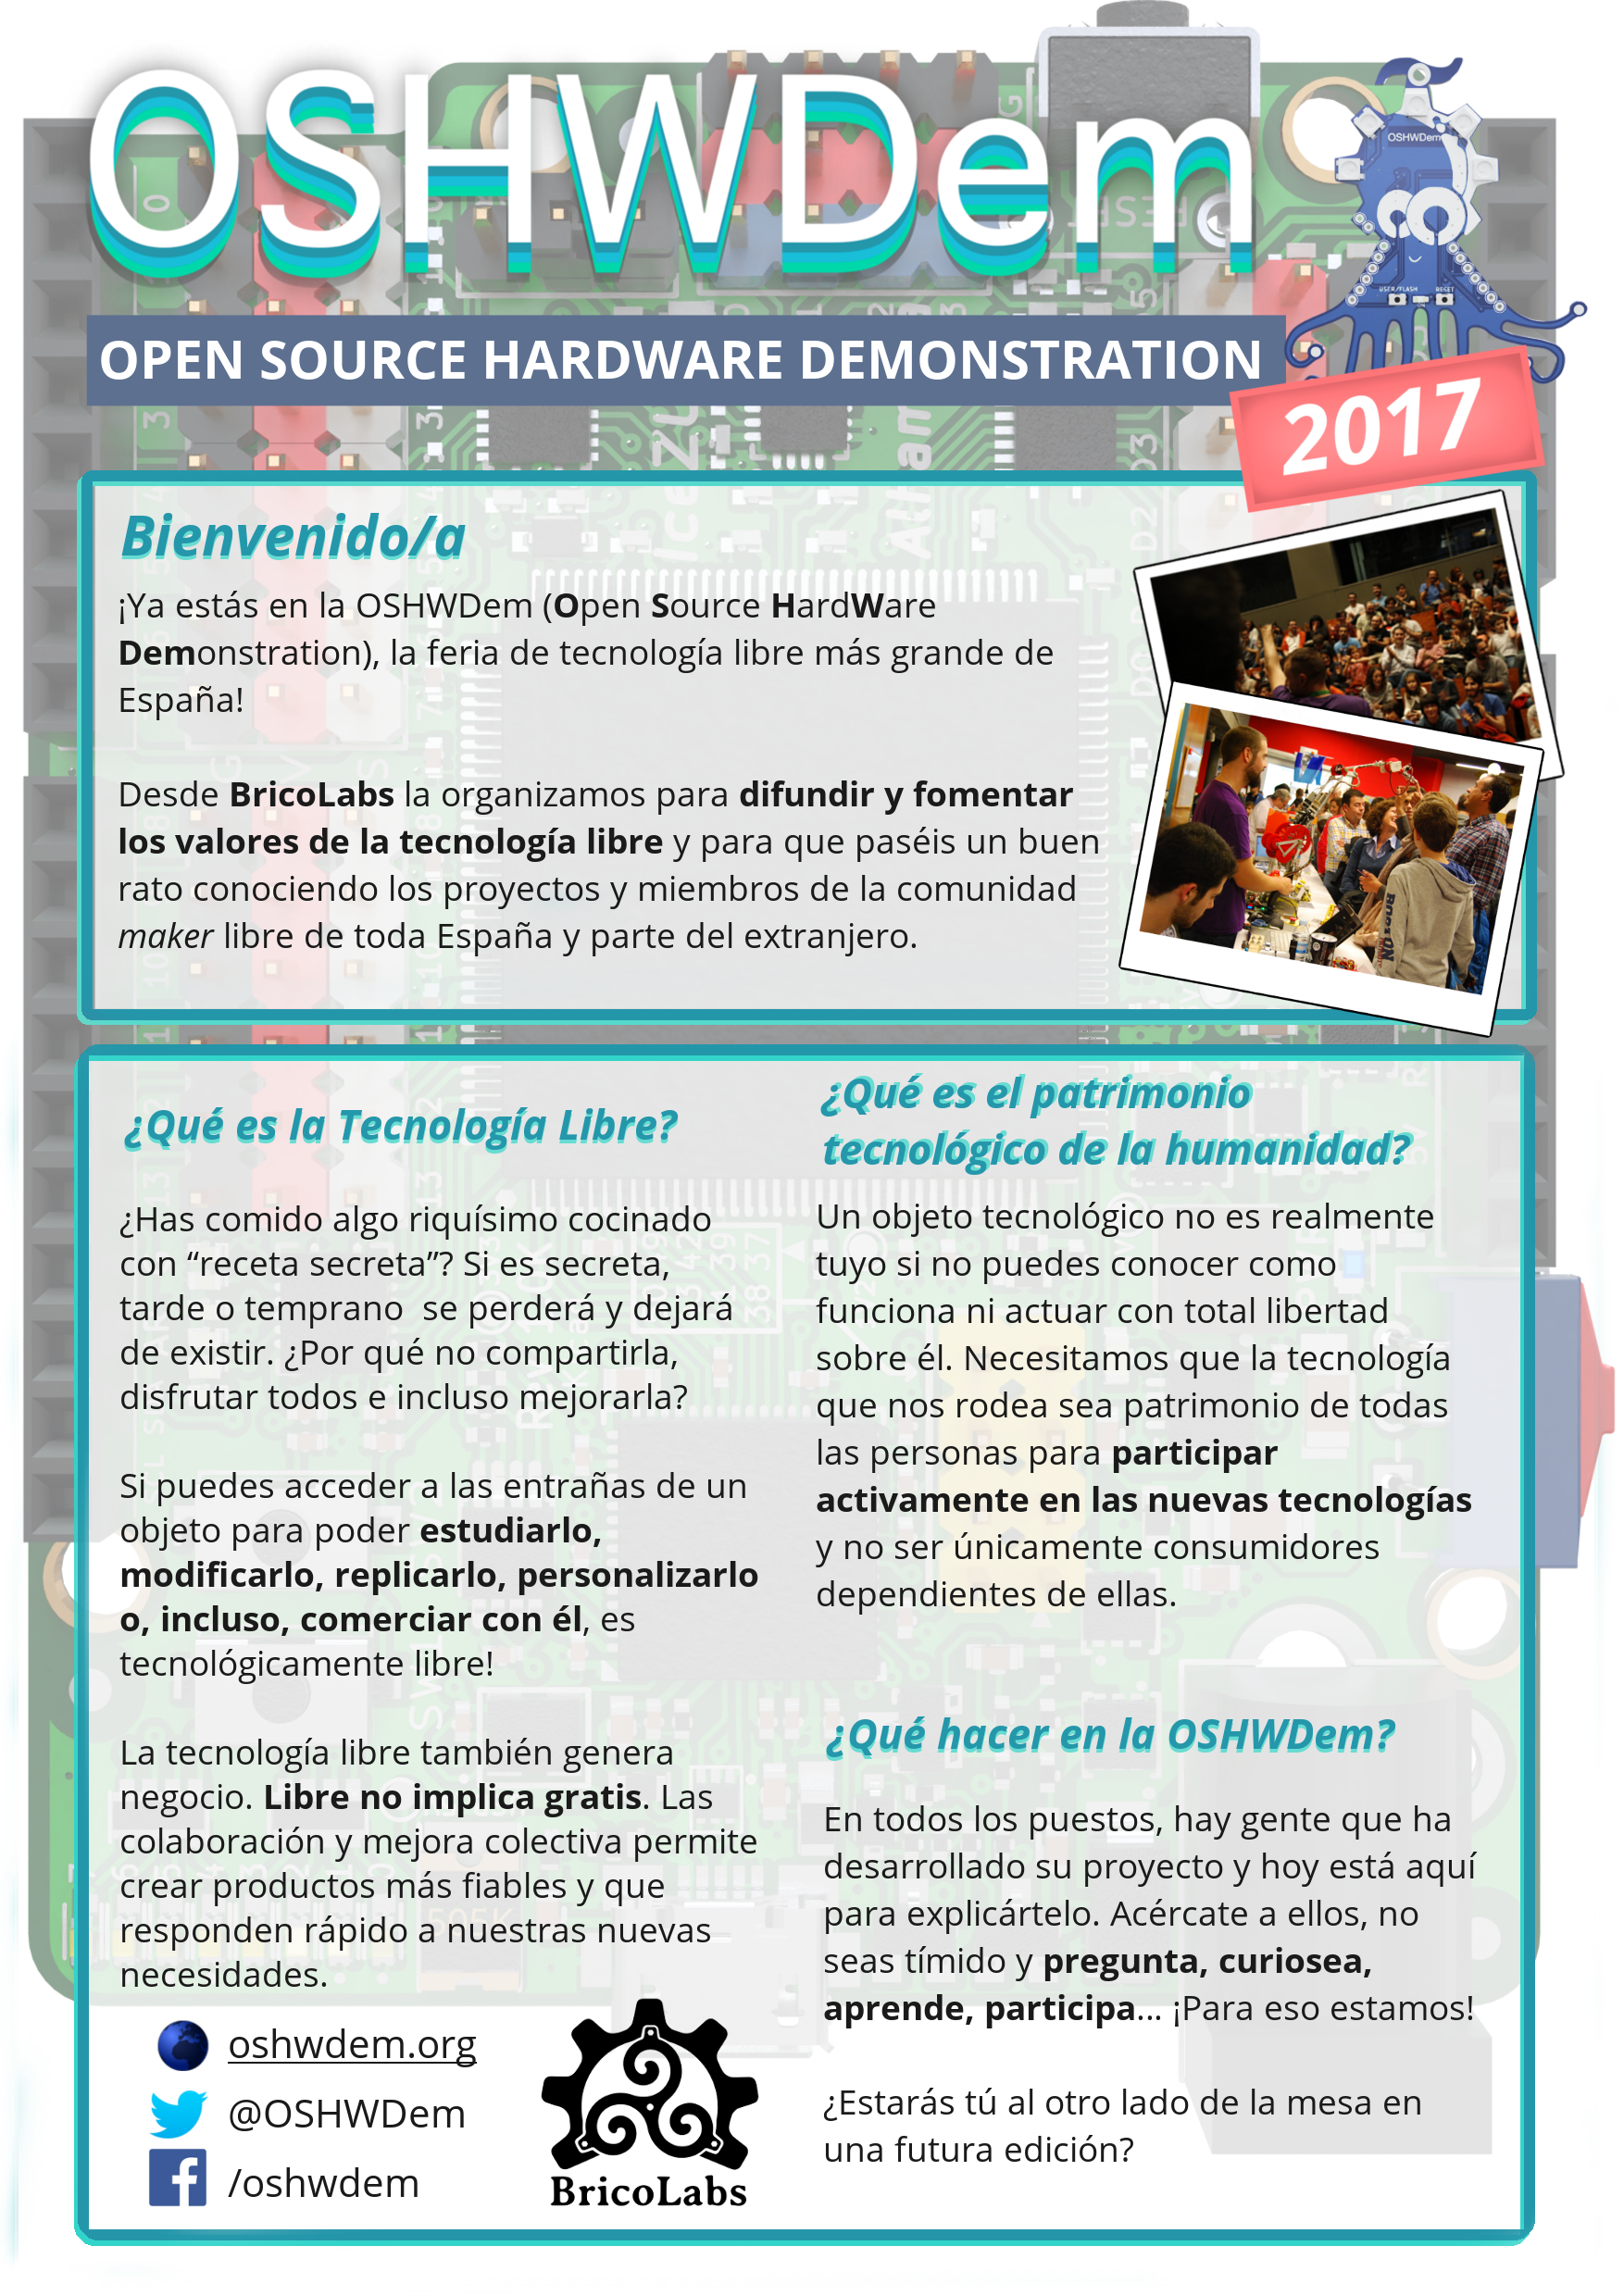 OSHWDem
OSHWDem
OPEN SOURCE HARDWARE DEMONSTRATION
2017
Bienvenido/a
¡Ya estás en la OSHWDem (Open Source HardWare
Demonstration), la feria de tecnología libre más grande de
España!
Desde BricoLabs la organizamos para difundir y fomentar
los valores de la tecnología libre y para que paséis un buen
rato conociendo los proyectos y miembros de la comunidad
maker libre de toda España y parte del extranjero.
¿Qué es la Tecnología Libre?
¿Has comido algo riquísimo cocinado
con “receta secreta”? Si es secreta,
tarde o temprano  se perderá y dejará
de existir. ¿Por qué no compartirla,
disfrutar todos e incluso mejorarla?
Si puedes acceder a las entrañas de un
objeto para poder estudiarlo,
modificarlo, replicarlo, personalizarlo
o, incluso, comerciar con él, es
tecnológicamente libre!
La tecnología libre también genera
negocio. Libre no implica gratis. Las
colaboración y mejora colectiva permite
crear productos más fiables y que
responden rápido a nuestras nuevas
necesidades.
oshwdem.org
@OSHWDem
/oshwdem
BricoLabs
¿Qué es el patrimonio
tecnológico de la humanidad?
Un objeto tecnológico no es realmente
tuyo si no puedes conocer como
funciona ni actuar con total libertad
sobre él. Necesitamos que la tecnología
que nos rodea sea patrimonio de todas
las personas para participar
activamente en las nuevas tecnologías
y no ser únicamente consumidores
dependientes de ellas.
¿Qué hacer en la OSHWDem?
En todos los puestos, hay gente que ha
desarrollado su proyecto y hoy está aquí
para explicártelo. Acércate a ellos, no
seas tímido y pregunta, curiosea,
aprende, participa... ¡Para eso estamos!
¿Estarás tú al otro lado de la mesa en
una futura edición?